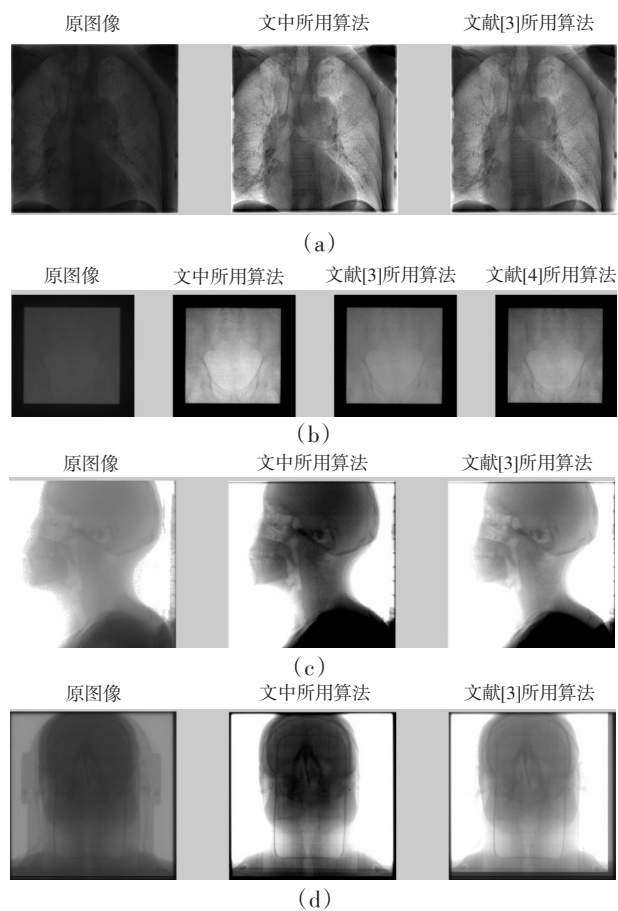 原图像 文中所用算法 文献[3]所用算法
(a)
原图像 文中所用算法 文献[3]所用算法 文献[4]所用算法
(b)
原图像 文中所用算法 文献[3]所用算法
(c)
原图像 文中所用算法 文献[3]所用算法
(d)